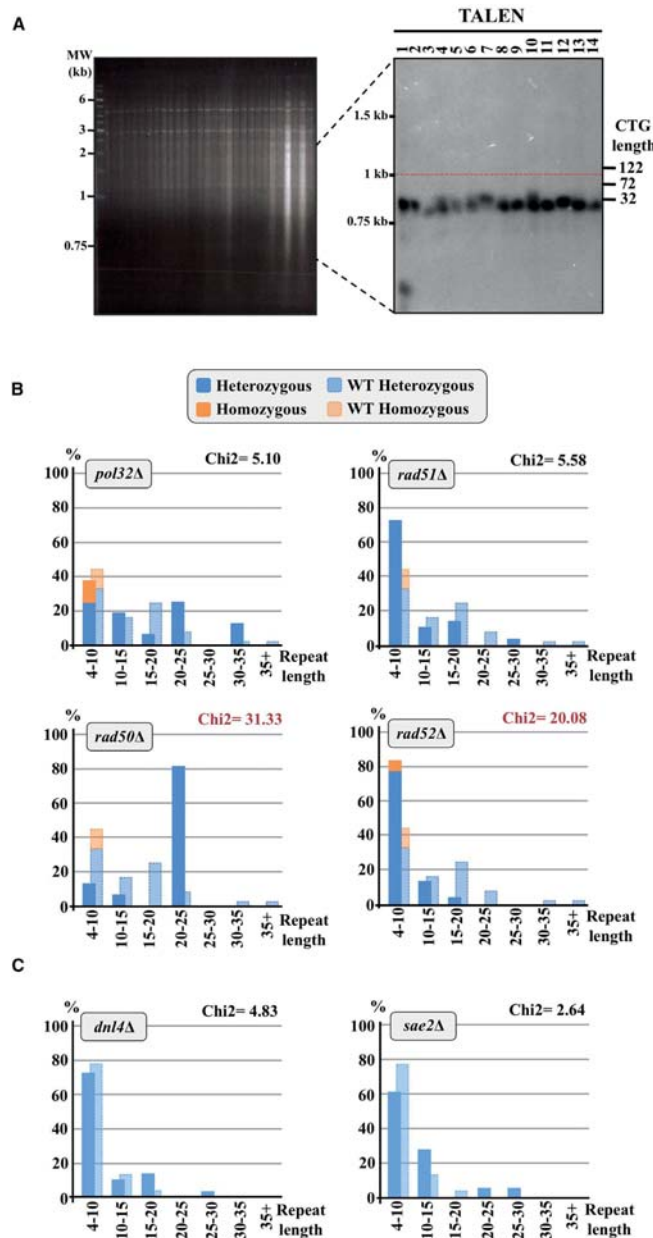 A
TALEN
MW
(kb)
1 2 3 4 5 6 7 8 9 10 11 12 13 14
6
3
2
1
0.75
1.5 kb
1 kb
0.75 kb
CTG
length
122
72
32
B
Heterozygous WT Heterozygous
Homozygous WT Homozygous
% pol32Δ Chi2= 5.10
100
80
60
40
20
0
4-10 10-15 15-20 20-25 25-30 30-35 35+ Repeat
length
% rad51Δ Chi2= 5.58
100
80
60
40
20
0
4-10 10-15 15-20 20-25 25-30 30-35 35+ Repeat
length
% rad50Δ Chi2= 31.33
100
80
60
40
20
0
4-10 10-15 15-20 20-25 25-30 30-35 35+ Repeat
length
% rad52Δ Chi2= 20.08
100
80
60
40
20
0
4-10 10-15 15-20 20-25 25-30 30-35 35+ Repeat
length
C
% dnl4Δ Chi2= 4.83
100
80
60
40
20
0
4-10 10-15 15-20 20-25 25-30 30-35 35+ Repeat
length
% sae2Δ Chi2= 2.64
100
80
60
40
20
0
4-10 10-15 15-20 20-25 25-30 30-35 35+ Repeat
length